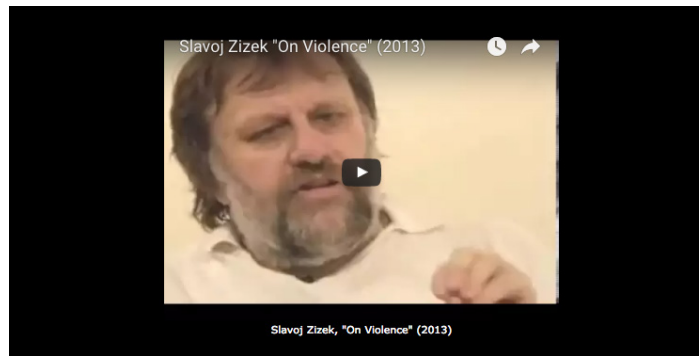 Slavoj Zizek "On Violence" (2013)
Slavoj Zizek, "On Violence" (2013)